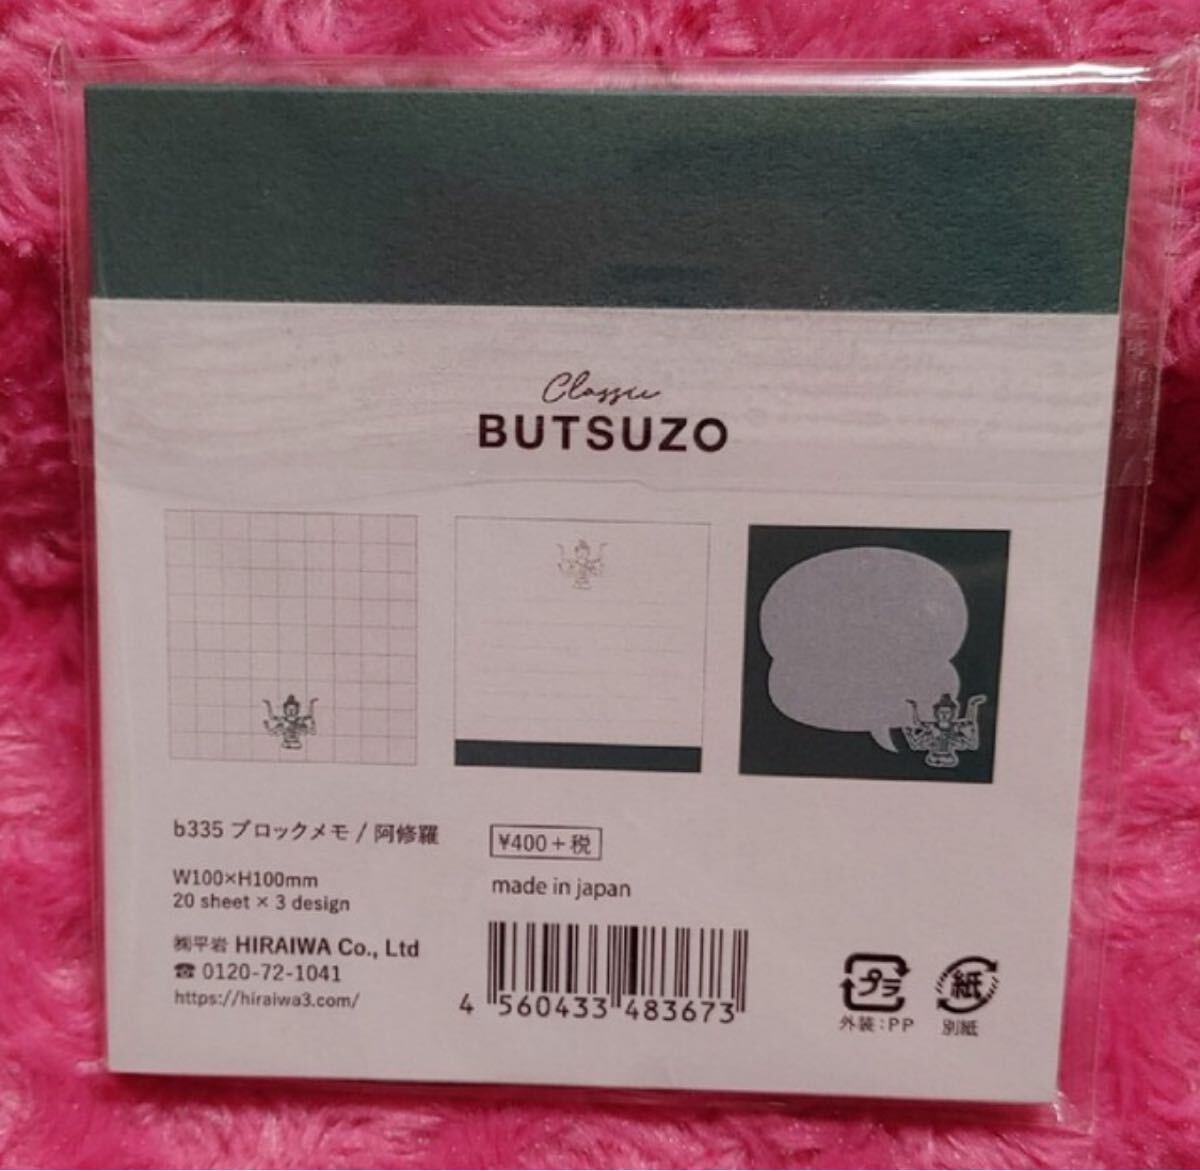 Classic
BUTSUZO
b335 ブロックメモ / 阿修羅
¥400+税
W100×H100mm
20 sheet × 3 design
made in japan
㈱平岩 HIRAIWA Co., Ltd
☎ 0120-72-1041
https://hiraiwa3.com/
4 560433 483673
プラ
外装:PP
紙
別紙